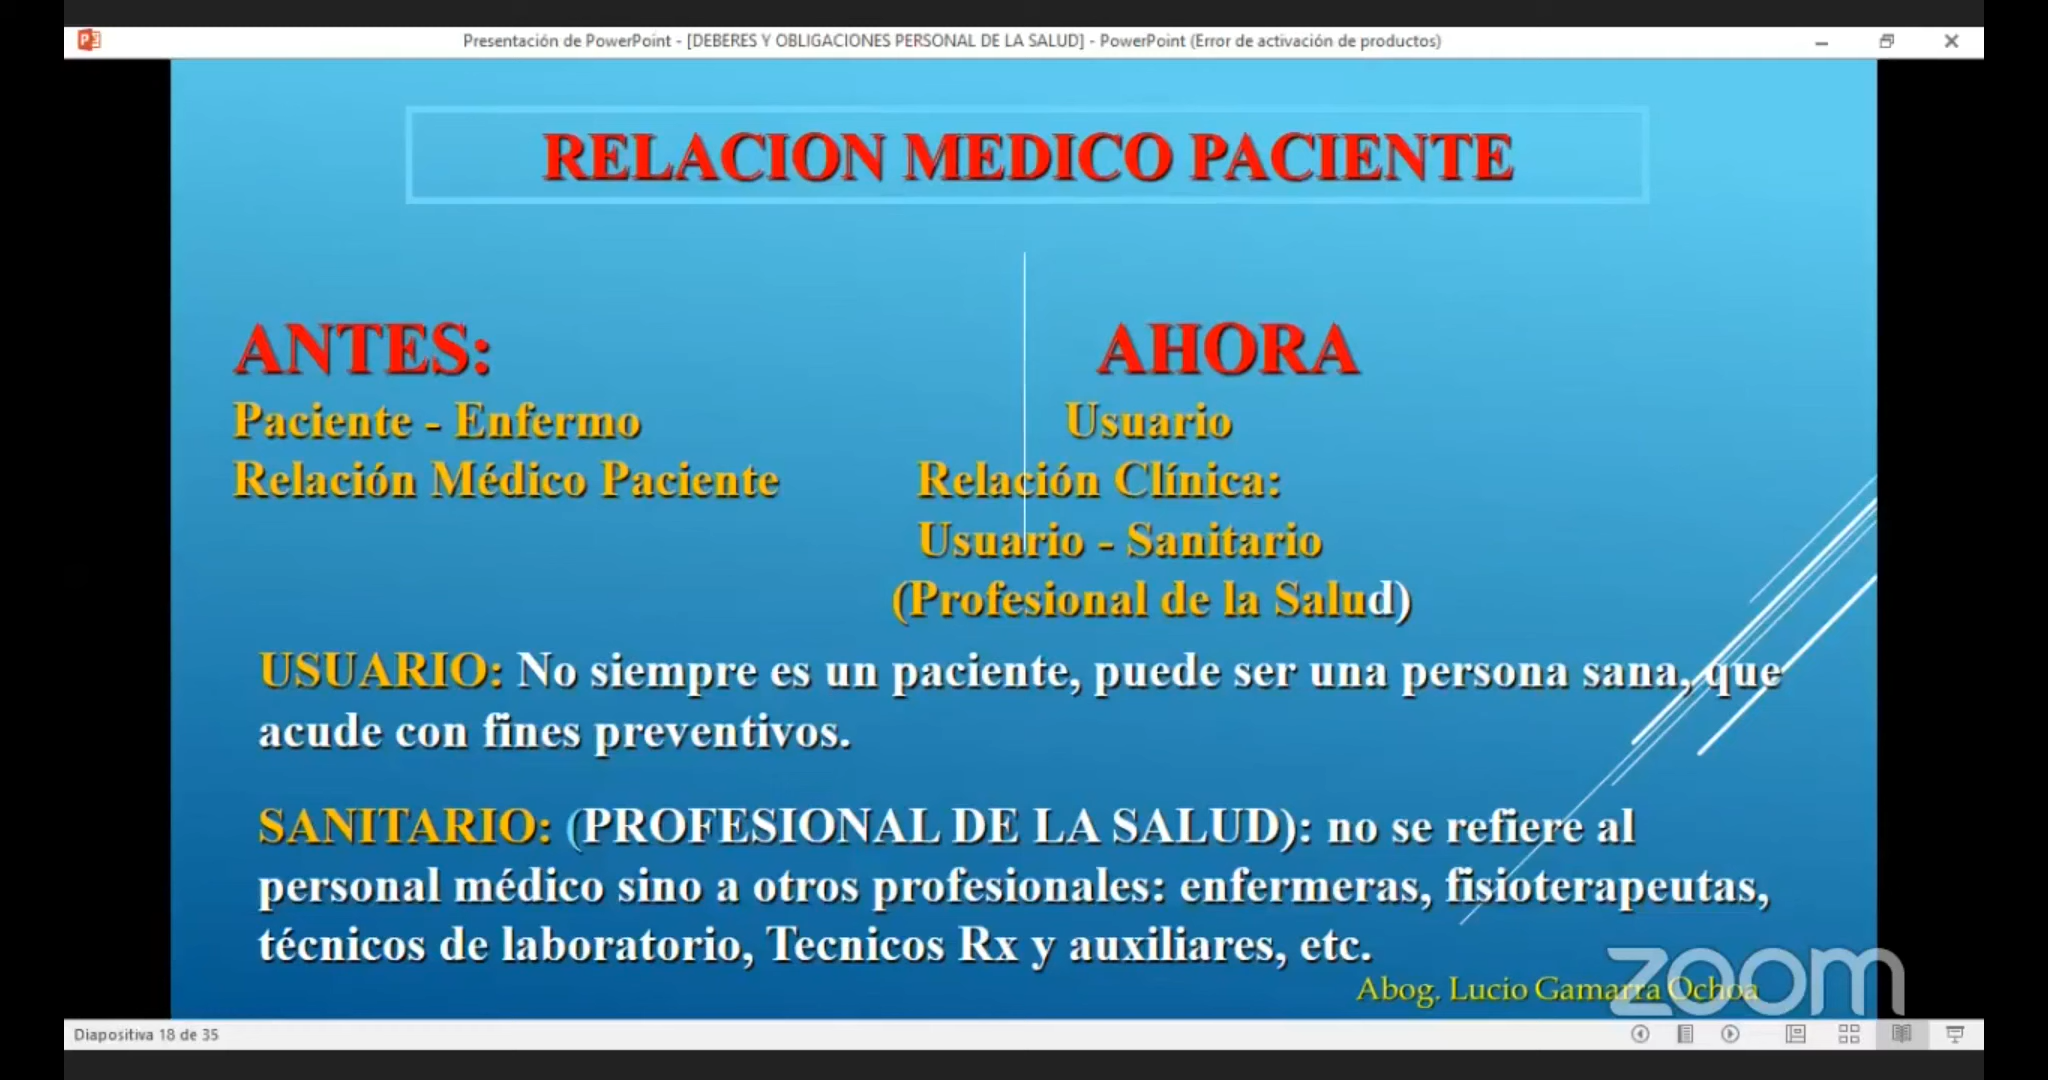 Presentación de PowerPoint - [DEBERES Y OBLIGACIONES PERSONAL DE LA SALUD] - PowerPoint (Error de activación de productos)
RELACION MEDICO PACIENTE
ANTES:
Paciente - Enfermo
Relación Médico Paciente
AHORA
Usuario
Relación Clínica:
Usuario - Sanitario
(Profesional de la Salud)
USUARIO: No siempre es un paciente, puede ser una persona sana, que
acude con fines preventivos.
SANITARIO: (PROFESIONAL DE LA SALUD): no se refiere al
personal médico sino a otros profesionales: enfermeras, fisioterapeutas,
técnicos de laboratorio, Tecnicos Rx y auxiliares, etc.
Abog. Lucio Gamarra Ochoa
zoom
Diapositiva 18 de 35